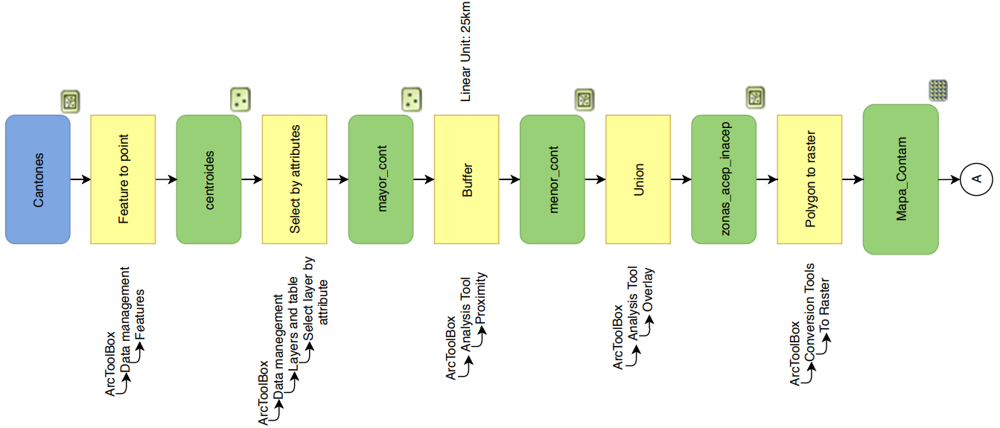 Cantones
Feature to point
centroides
Select by attributes
mayor_cont
Buffer
menor_cont
Union
zonas_acep_inacep
Polygon to raster
Mapa_Contam
A
Linear Unit: 25km
ArcToolBox
Data management
Features
ArcToolBox
Data manegement
Layers and table
Select layer by
attribute
ArcToolBox
Analysis Tool
Proximity
ArcToolBox
Analysis Tool
Overlay
ArcToolBox
Conversion Tools
To Raster